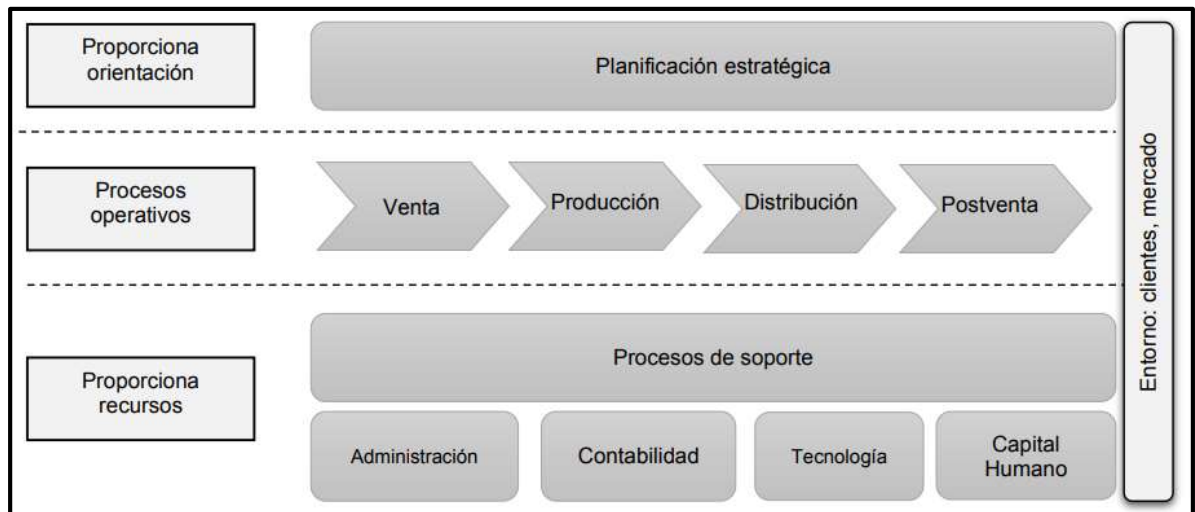 Proporciona
orientación
Planificación estratégica
Procesos
operativos
Venta
Producción
Distribución
Postventa
Proporciona
recursos
Procesos de soporte
Administración
Contabilidad
Tecnología
Capital
Humano
Entorno: clientes, mercado